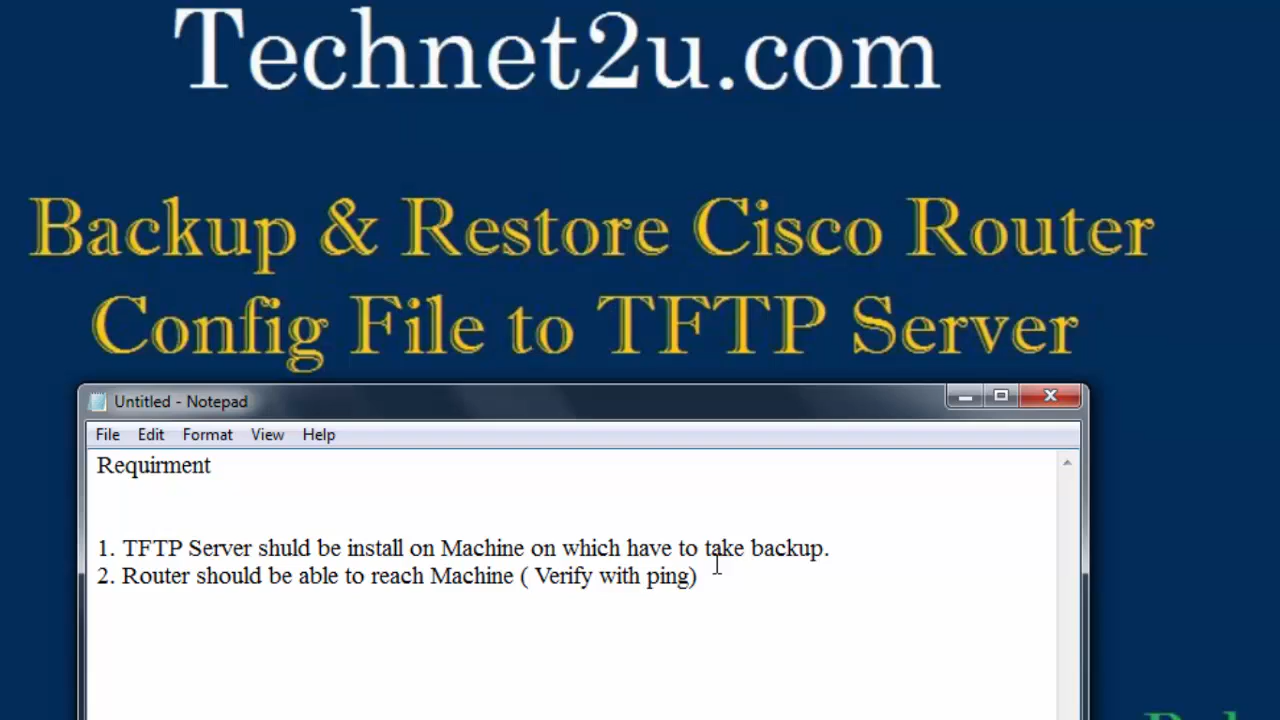 Technet2u.com
Backup & Restore Cisco Router
Config File to TFTP Server
Untitled - Notepad
File Edit Format View Help
Requirment
1. TFTP Server shuld be install on Machine on which have to take backup.
2. Router should be able to reach Machine ( Verify with ping)